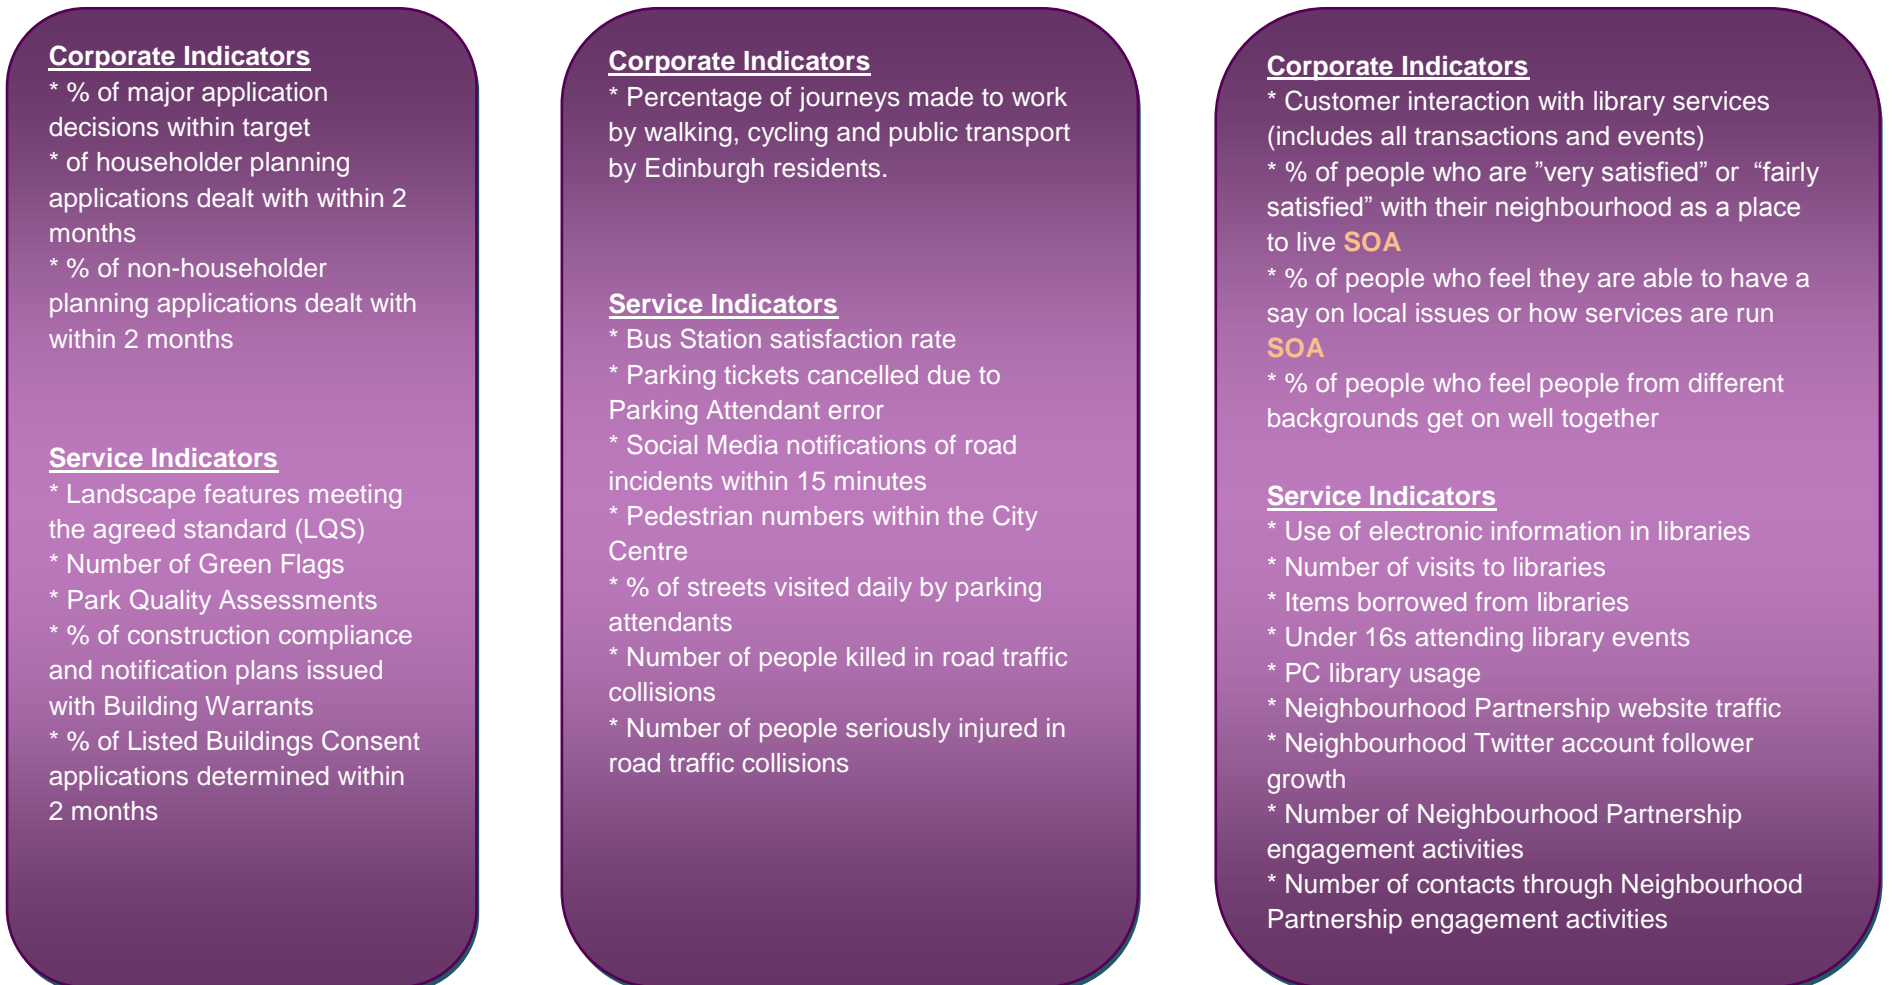 Corporate Indicators
* % of major application
decisions within target
* of householder planning
applications dealt with within 2
months
* % of non-householder
planning applications dealt with
within 2 months
Service Indicators
* Landscape features meeting
the agreed standard (LQS)
* Number of Green Flags
* Park Quality Assessments
* % of construction compliance
and notification plans issued
with Building Warrants
* % of Listed Buildings Consent
applications determined within
2 months
Corporate Indicators
* Percentage of journeys made to work
by walking, cycling and public transport
by Edinburgh residents.
Service Indicators
* Bus Station satisfaction rate
* Parking tickets cancelled due to
Parking Attendant error
* Social Media notifications of road
incidents within 15 minutes
* Pedestrian numbers within the City
Centre
* % of streets visited daily by parking
attendants
* Number of people killed in road traffic
collisions
* Number of people seriously injured in
road traffic collisions
Corporate Indicators
* Customer interaction with library services
(includes all transactions and events)
* % of people who are ”very satisfied” or “fairly
satisfied” with their neighbourhood as a place
to live SOA
* % of people who feel they are able to have a
say on local issues or how services are run
SOA
* % of people who feel people from different
backgrounds get on well together
Service Indicators
* Use of electronic information in libraries
* Number of visits to libraries
* Items borrowed from libraries
* Under 16s attending library events
* PC library usage
* Neighbourhood Partnership website traffic
* Neighbourhood Twitter account follower
growth
* Number of Neighbourhood Partnership
engagement activities
* Number of contacts through Neighbourhood
Partnership engagement activities